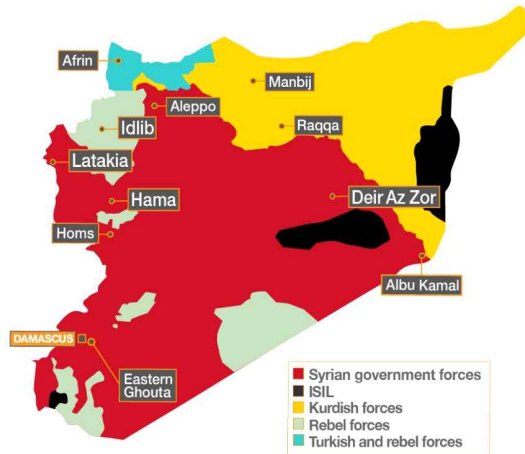 Afrin
Manbij
Aleppo
Idlib
Raqqa
Latakia
Hama
Deir Az Zor
Homs
Albu Kamal
DAMASCUS
Eastern
Ghouta
Syrian government forces
ISIL
Kurdish forces
Rebel forces
Turkish and rebel forces